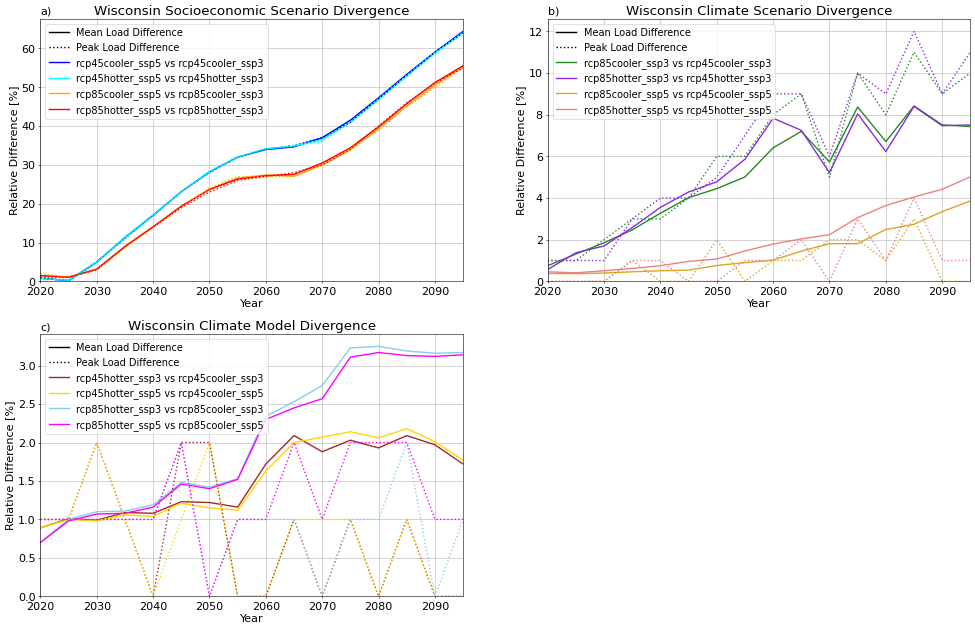 a)
Wisconsin Socioeconomic Scenario Divergence
Mean Load Difference
Peak Load Difference
rcp45cooler_ssp5 vs rcp45cooler_ssp3
rcp45hotter_ssp5 vs rcp45hotter_ssp3
rcp85cooler_ssp5 vs rcp85cooler_ssp3
rcp85hotter_ssp5 vs rcp85hotter_ssp3
Relative Difference [%]
60
50
40
30
20
10
0
2020 2030 2040 2050 2060 2070 2080 2090
Year
b)
Wisconsin Climate Scenario Divergence
Mean Load Difference
Peak Load Difference
rcp85cooler_ssp3 vs rcp45cooler_ssp3
rcp85hotter_ssp3 vs rcp45hotter_ssp3
rcp85cooler_ssp5 vs rcp45cooler_ssp5
rcp85hotter_ssp5 vs rcp45hotter_ssp5
Relative Difference [%]
12
10
8
6
4
2
0
2020 2030 2040 2050 2060 2070 2080 2090
Year
c)
Wisconsin Climate Model Divergence
Mean Load Difference
Peak Load Difference
rcp45hotter_ssp3 vs rcp45cooler_ssp3
rcp45hotter_ssp5 vs rcp45cooler_ssp5
rcp85hotter_ssp3 vs rcp85cooler_ssp3
rcp85hotter_ssp5 vs rcp85cooler_ssp5
Relative Difference [%]
3.0
2.5
2.0
1.5
1.0
0.5
0.0
2020 2030 2040 2050 2060 2070 2080 2090
Year